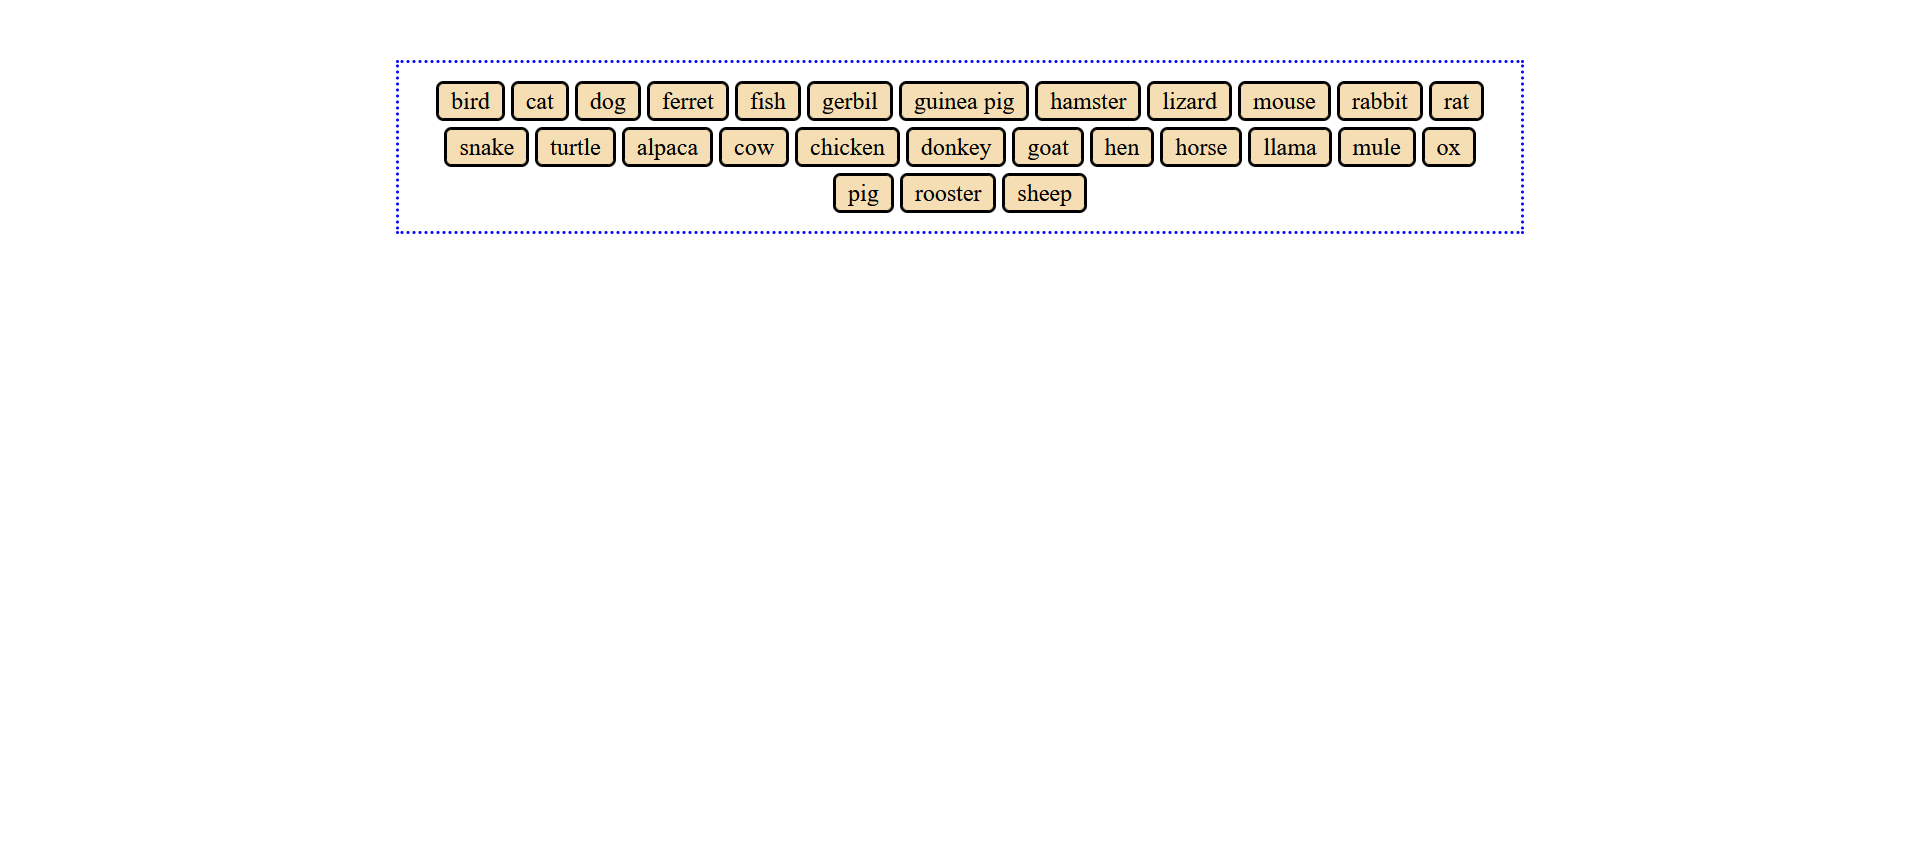 bird cat dog ferret fish gerbil guinea pig hamster lizard mouse rabbit rat
snake turtle alpaca cow chicken donkey goat hen horse llama mule ox
pig rooster sheep